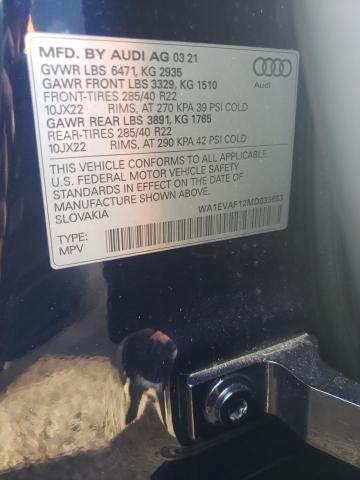 MFD. BY AUDI AG 03 21
GVWR LBS 6471, KG 2935
GAWR FRONT LBS 3329, KG 1510
FRONT-TIRES 285/40 R22
10JX22 RIMS, AT 270 KPA 39 PSI COLD
GAWR REAR LBS 3891, KG 1765
REAR-TIRES 285/40 R22
10JX22 RIMS, AT 290 KPA 42 PSI COLD
THIS VEHICLE CONFORMS TO ALL APPLICABLE
U.S. FEDERAL MOTOR VEHICLE SAFETY
STANDARDS IN EFFECT ON THE DATE OF
MANUFACTURE SHOWN ABOVE.
SLOVAKIA
WA1EVAF12MD033653
TYPE:
MPV